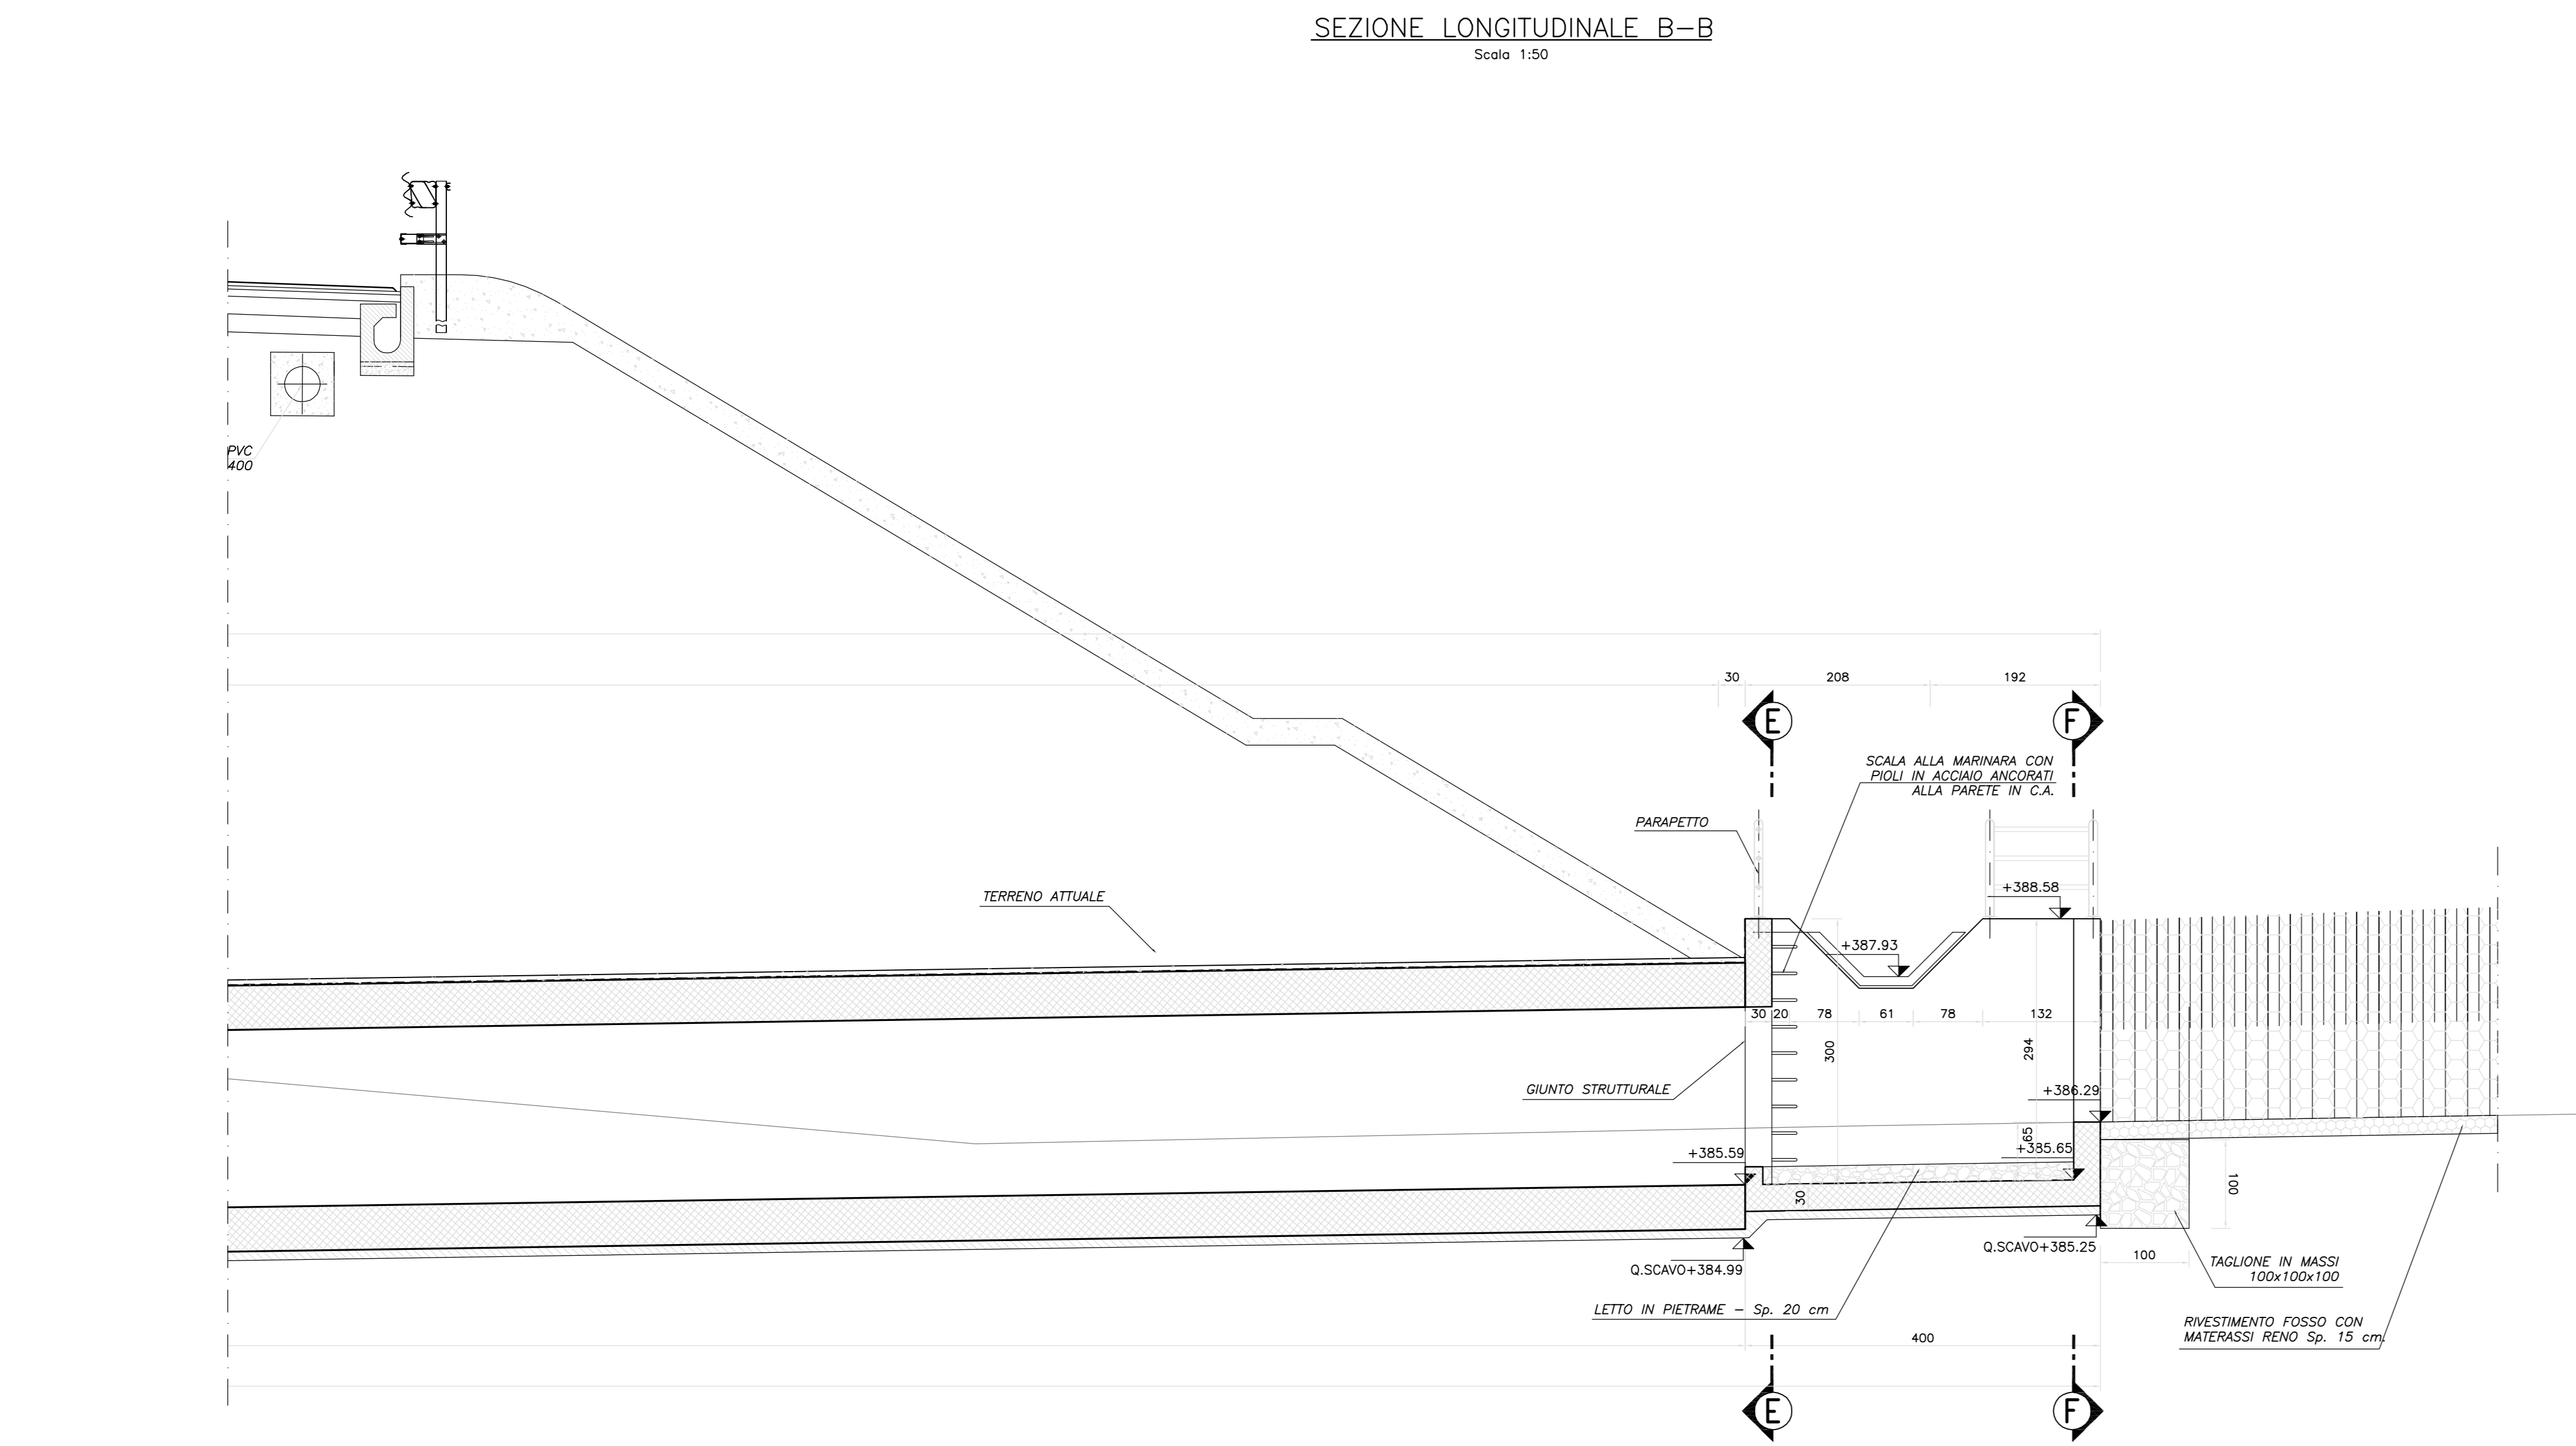 SEZIONE LONGITUDINALE B-B
Scala 1:50
PVC
400
30
208
192
E
F
SCALA ALLA MARINARA CON
PIOLI IN ACCIAIO ANCORATI
ALLA PARETE IN C.A.
PARAPETTO
TERRENO ATTUALE
+388.58
+387.93
30
20
78
61
78
132
300
294
GIUNTO STRUTTURALE
+386.29
65
+385.59
+385.65
30
100
Q.SCAVO+384.99
Q.SCAVO+385.25
100
TAGLIONE IN MASSI
100x100x100
LETTO IN PIETRAME - Sp. 20 cm
RIVESTIMENTO FOSSO CON
MATERASSI RENO Sp. 15 cm.
400
E
F